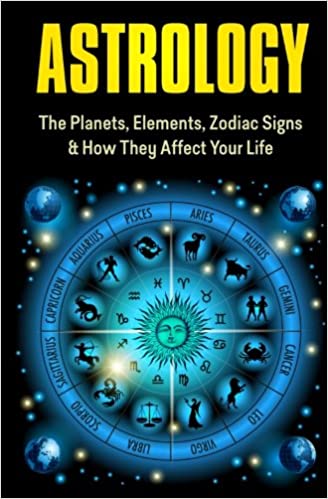 ASTROLOGY
The Planets, Elements, Zodiac Signs
& How They Affect Your Life
PISCES
ARIES
AQUARIUS
TAURUS
CAPRICORN
GEMINI
SAGITTARIUS
CANCER
SCORPIO
LEO
LIBRA
VIRGO